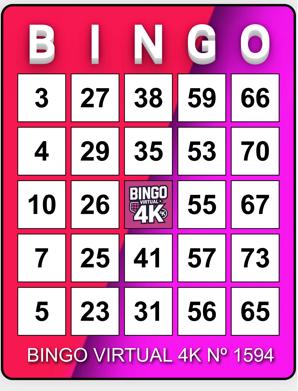 B I N G O
3 27 38 59 66
4 29 35 53 70
10 26 BINGO VIRTUAL 4K 55 67
7 25 41 57 73
5 23 31 56 65
BINGO VIRTUAL 4K Nº 1594